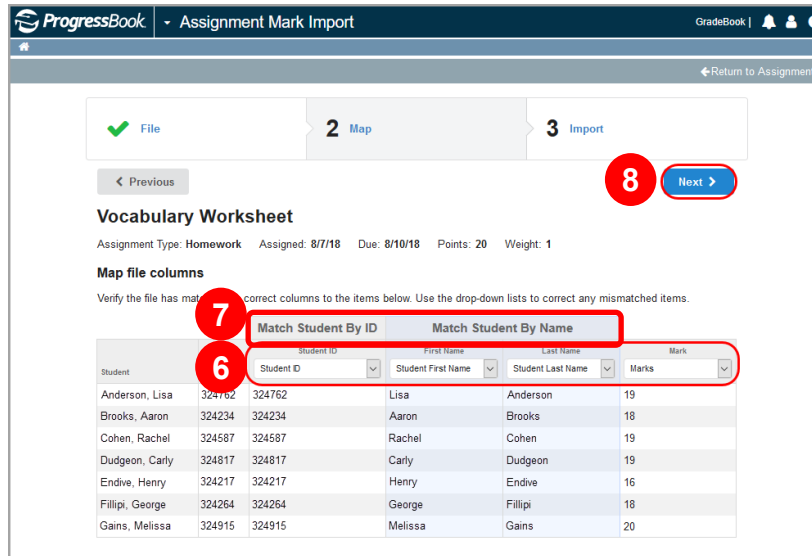 ProgressBook Assignment Mark Import GradeBook |
Return to Assignment
File 2 Map 3 Import
Previous 8 Next
Vocabulary Worksheet
Assignment Type: Homework Assigned: 8/7/18 Due: 8/10/18 Points: 20 Weight: 1
Map file columns
Verify the file has correct columns to the items below. Use the drop-down lists to correct any mismatched items.
7 Match Student By ID Match Student By Name
Student ID First Name Last Name Mark
Student 6 Student ID Student First Name Student Last Name Marks
Anderson, Lisa 324762 324762 Lisa Anderson 19
Brooks, Aaron 324234 324234 Aaron Brooks 18
Cohen, Rachel 324587 324587 Rachel Cohen 19
Dudgeon, Carly 324817 324817 Carly Dudgeon 19
Endive, Henry 324217 324217 Henry Endive 16
Fillipi, George 324264 324264 George Fillipi 18
Gains, Melissa 324915 324915 Melissa Gains 20